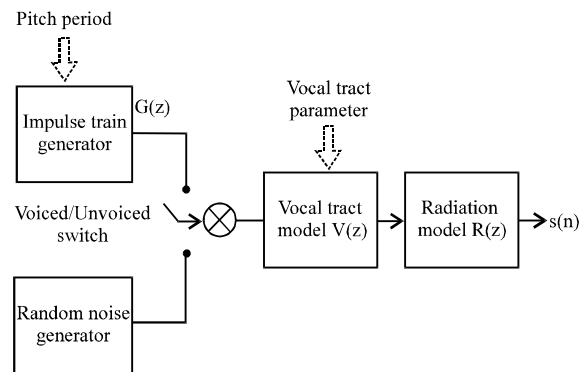 Pitch period
Impulse train
generator
G(z)
Voiced/Unvoiced
switch
Random noise
generator
Vocal tract
parameter
Vocal tract
model V(z)
Radiation
model R(z)
s(n)